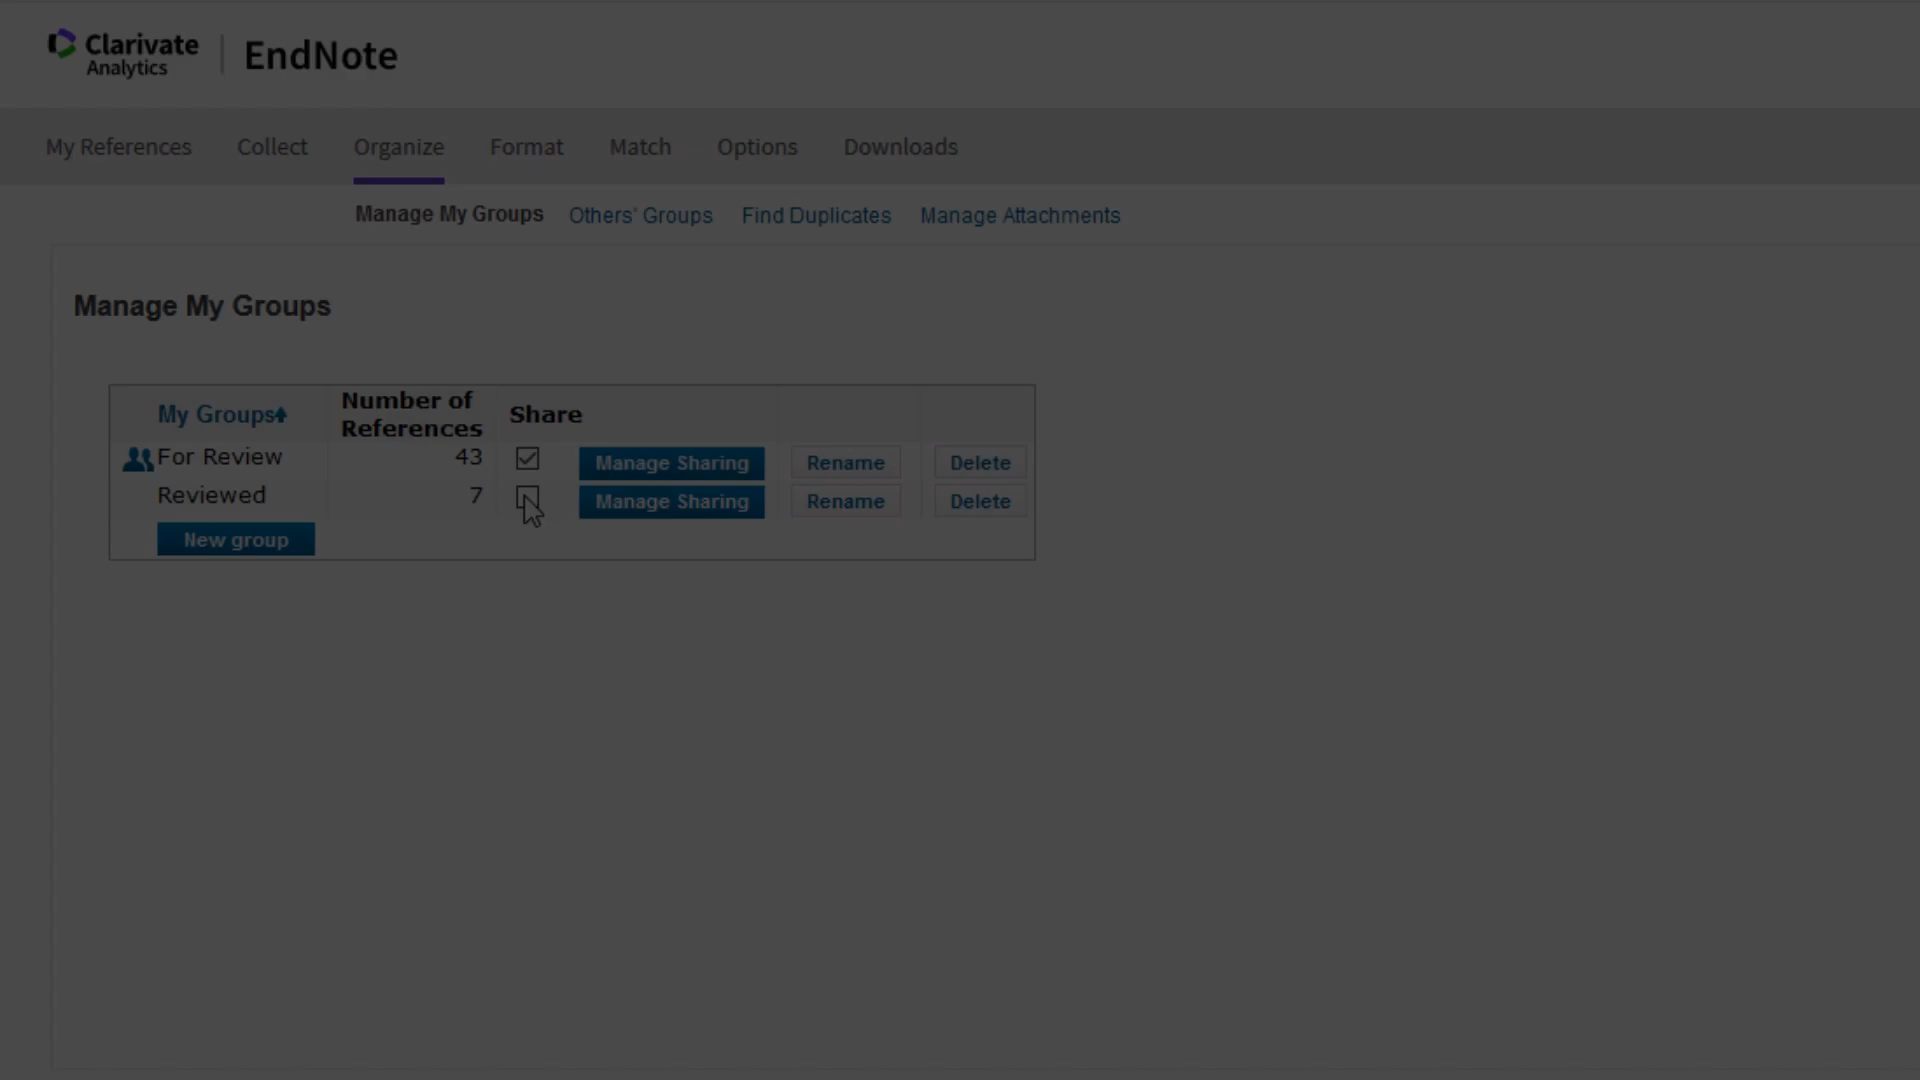 Clarivate
Analytics
EndNote
My References Collect Organize Format Match Options Downloads
Manage My Groups Others' Groups Find Duplicates Manage Attachments
Manage My Groups
My Groups Number of References Share
For Review 43 Manage Sharing Rename Delete
Reviewed 7 Manage Sharing Rename Delete
New group